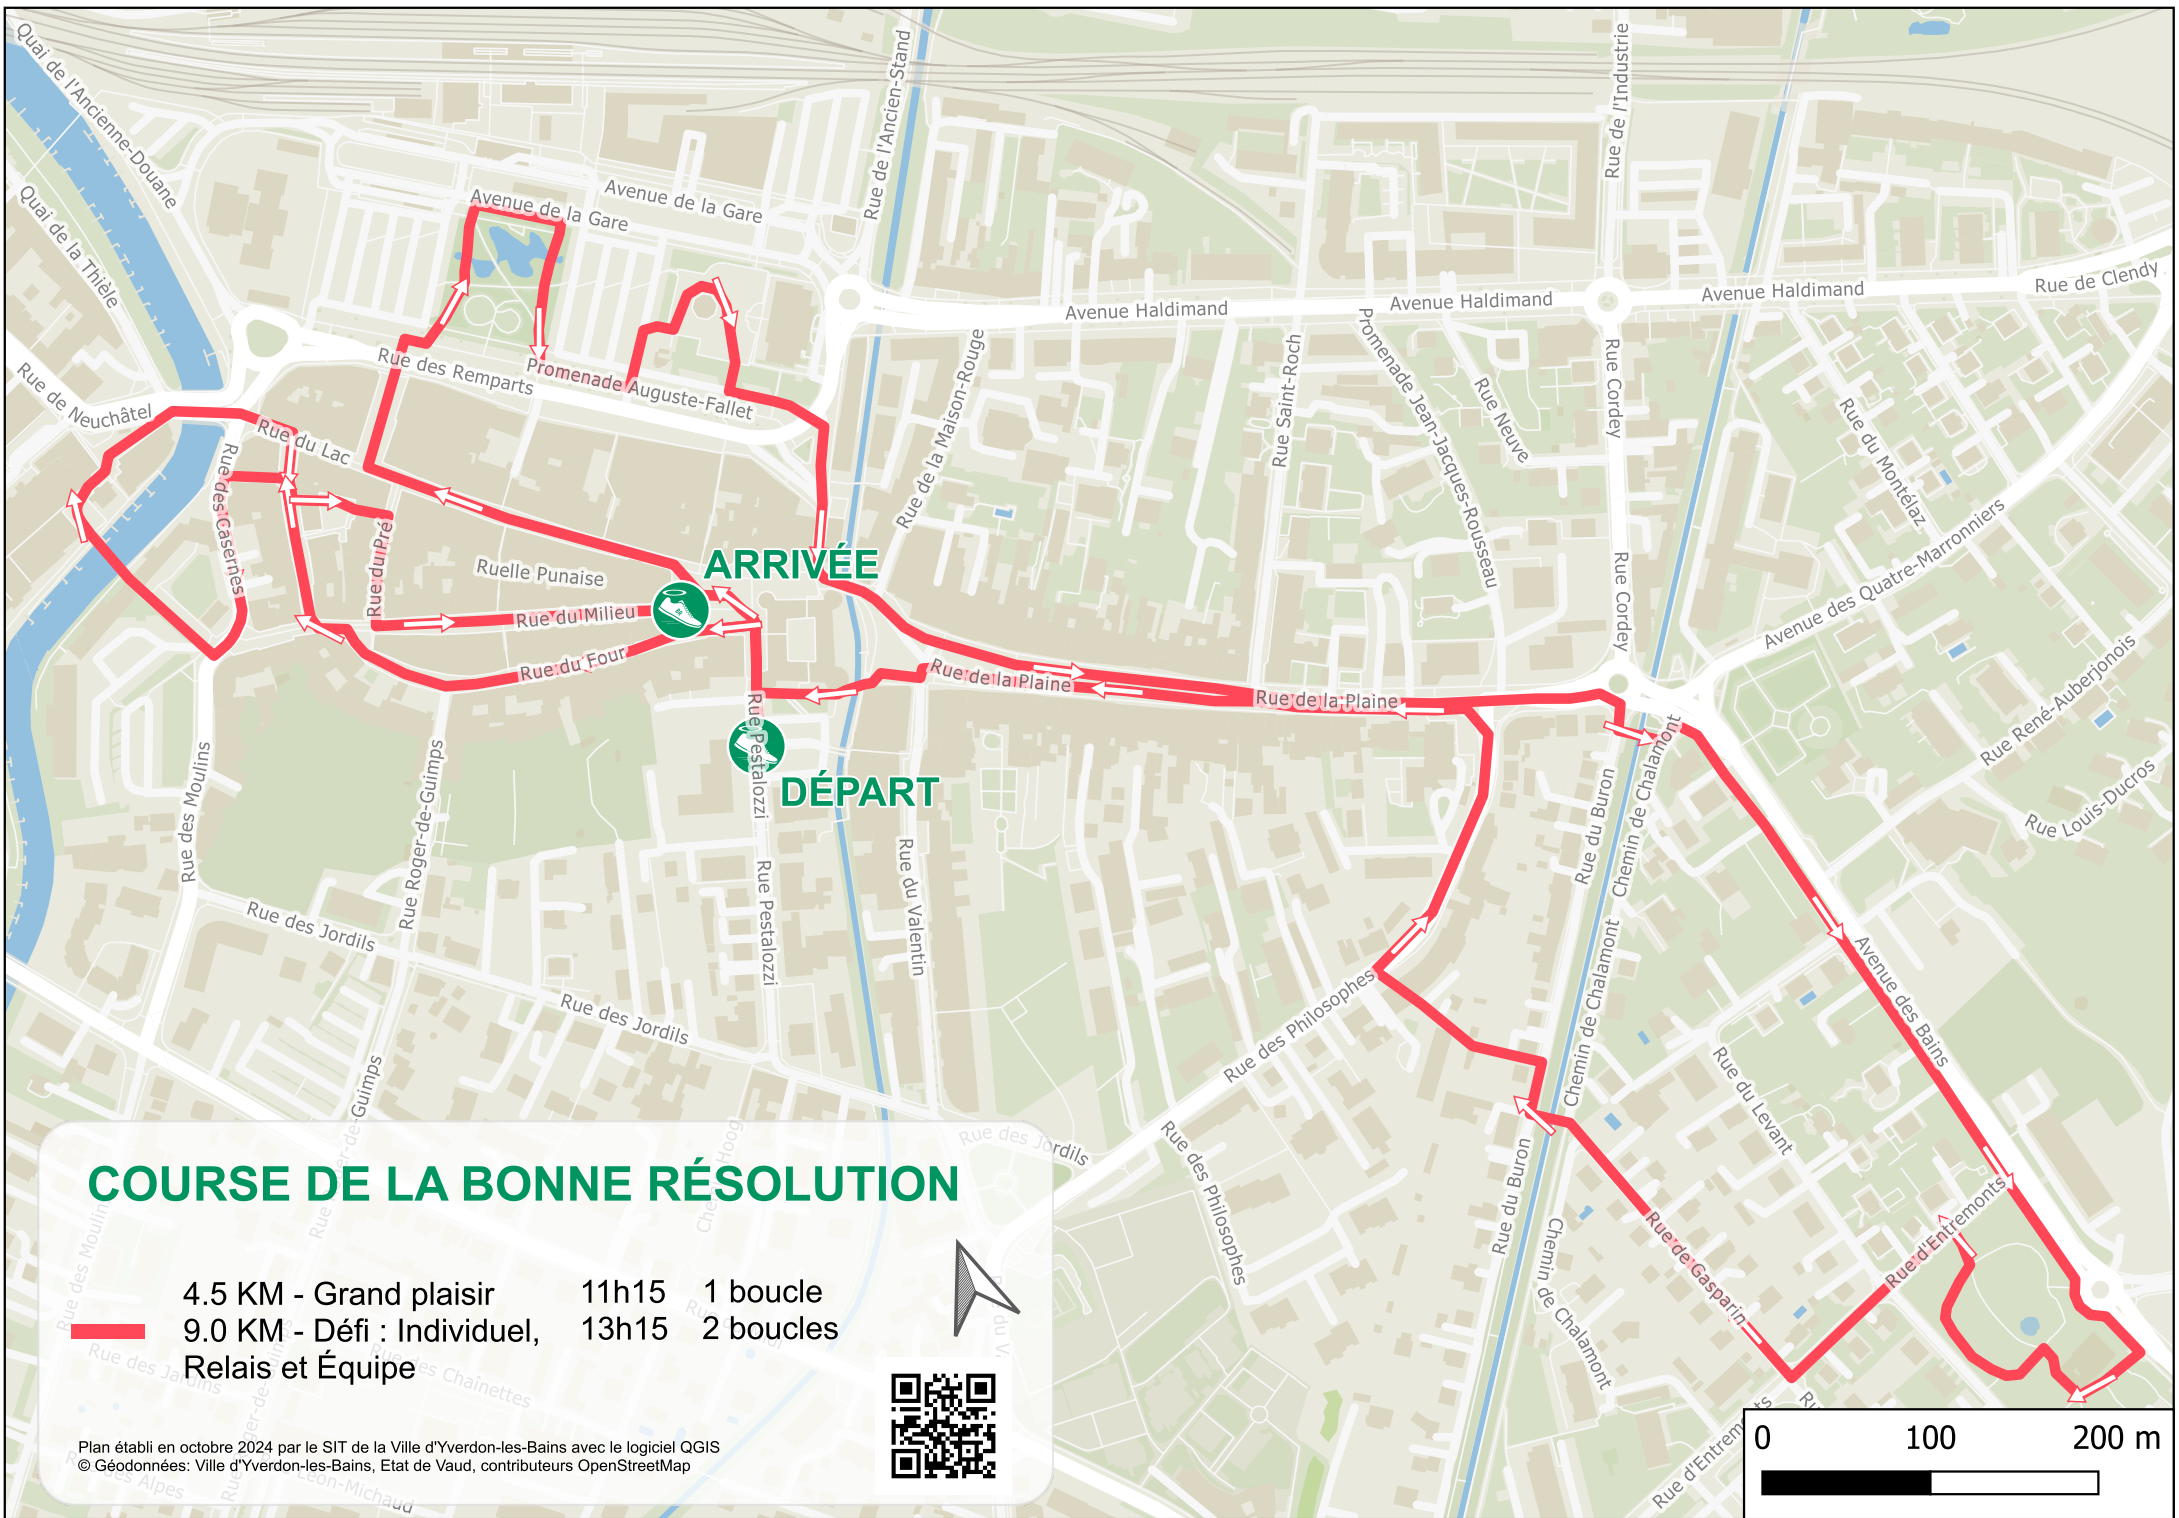 Quai de l'Ancienne-Douane
Quai de la Thièle
Rue de l'Ancien-Stand
Rue de l'Industrie
Avenue de la Gare
Avenue de la Gare
Avenue Haldimand
Avenue Haldimand
Avenue Haldimand
Rue de Clendy
Rue de Neuchâtel
Rue des Remparts
Promenade Auguste-Fallet
Rue de la Maison-Rouge
Rue Saint-Roch
Promenade Jean-Jacques-Rousseau
Rue Neuve
Rue Cordey
Rue Cordey
Rue du Montélaz
Avenue des Quatre-Marronniers
Rue du Lac
Rue des Casernes
Rue du Pré
Ruelle Punaise
ARRIVÉE
Rue du Milieu
Rue du Four
Rue de la Plaine
Rue de la Plaine
Rue René-Auberjonois
Rue Louis-Ducros
DÉPART
Rue Pestalozzi
Rue Pestalozzi
Rue des Moulins
Rue Roger-de-Guimps
Rue du Valentin
Rue du Buron
Chemin de Chalamont
Chemin de Chalamont
Rue des Jordils
Rue des Jordils
Rue des Philosophes
Avenue des Bains
Rue du Levant
Rue des Jordils
Rue des Philosophes
Rue du Buron
Chemin de Chalamont
Rue de Gasparin
Rue d'Entremonts
Rue d'Entremonts
COURSE DE LA BONNE RÉSOLUTION
4.5 KM - Grand plaisir 11h15 1 boucle
9.0 KM - Défi : Individuel, 13h15 2 boucles
Relais et Équipe
Rue des Jardins
Rue des Chaînettes
Plan établi en octobre 2024 par le SIT de la Ville d'Yverdon-les-Bains avec le logiciel QGIS
© Géodonnées: Ville d'Yverdon-les-Bains, Etat de Vaud, contributeurs OpenStreetMap
0 100 200 m